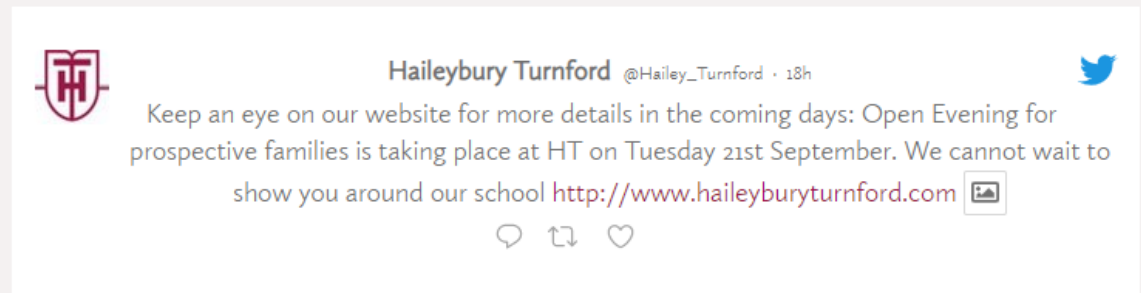 HT
Haileybury Turnford @Hailey_Turnford · 18h
Keep an eye on our website for more details in the coming days: Open Evening for
prospective families is taking place at HT on Tuesday 21st September. We cannot wait to
show you around our school http://www.haileyburyturnford.com